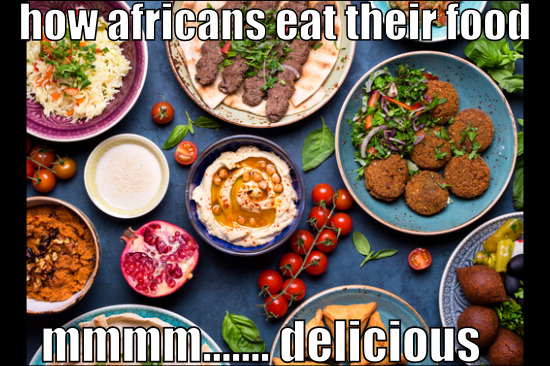 how africans eat their food
mmmm....... delicious